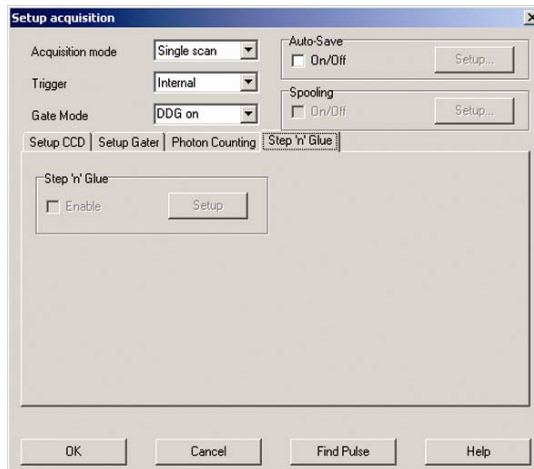 Setup acquisition
Acquisition mode
Single scan
Trigger
Internal
Gate Mode
DDG on
Auto-Save
On/Off
Setup...
Spooling
On/Off
Setup...
Setup CCD
Setup Gater
Photon Counting
Step 'n' Glue
Step 'n' Glue
Enable
Setup
OK
Cancel
Find Pulse
Help